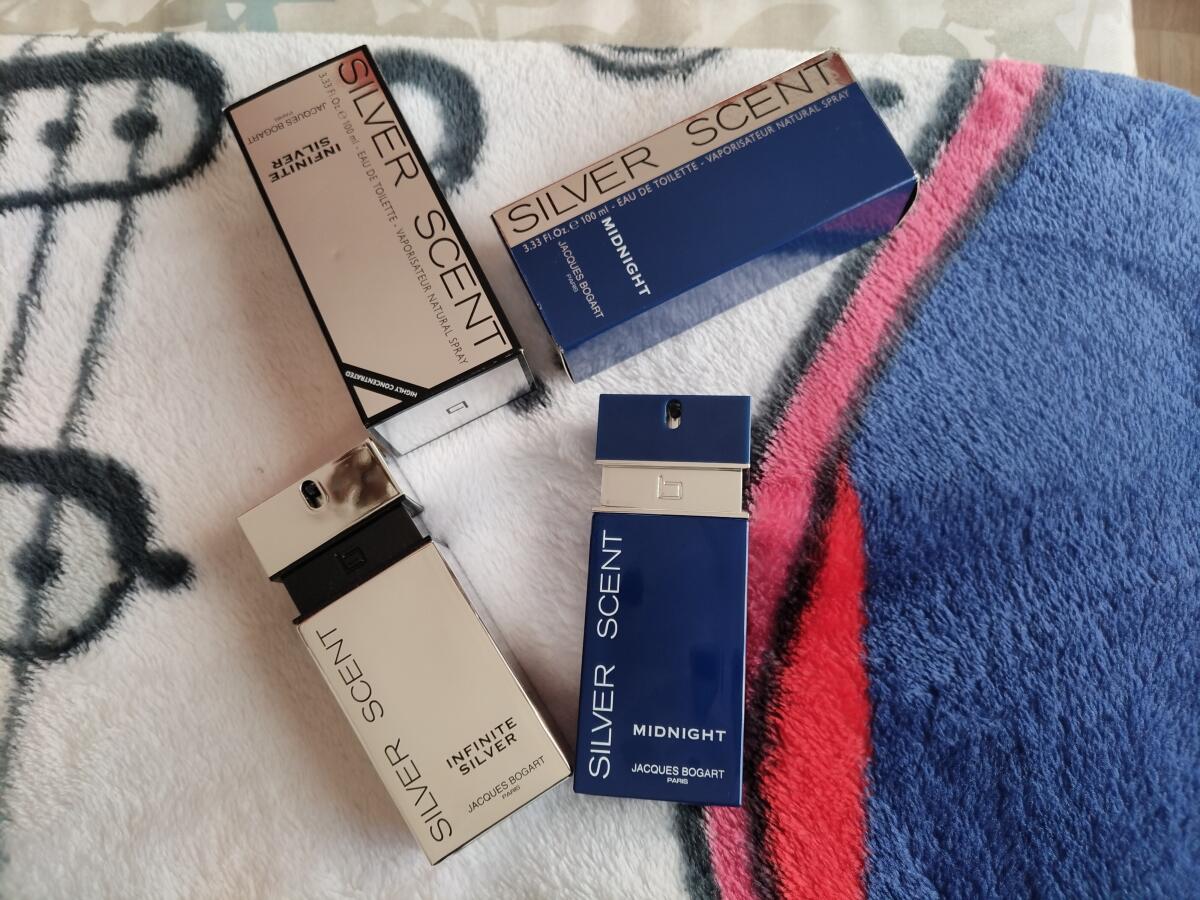 SILVER SCENT
3.33 Fl.Oz. ℮ 100 ml - EAU DE TOILETTE - VAPORISATEUR NATURAL SPRAY
INFINITE
SILVER
JACQUES BOGART
PARIS
HIGHLY CONCENTRATED
SILVER SCENT
3.33 Fl.Oz. ℮ 100 ml - EAU DE TOILETTE - VAPORISATEUR NATURAL SPRAY
MIDNIGHT
JACQUES BOGART
PARIS
SILVER SCENT
INFINITE
SILVER
JACQUES BOGART
PARIS
SILVER SCENT
MIDNIGHT
JACQUES BOGART
PARIS